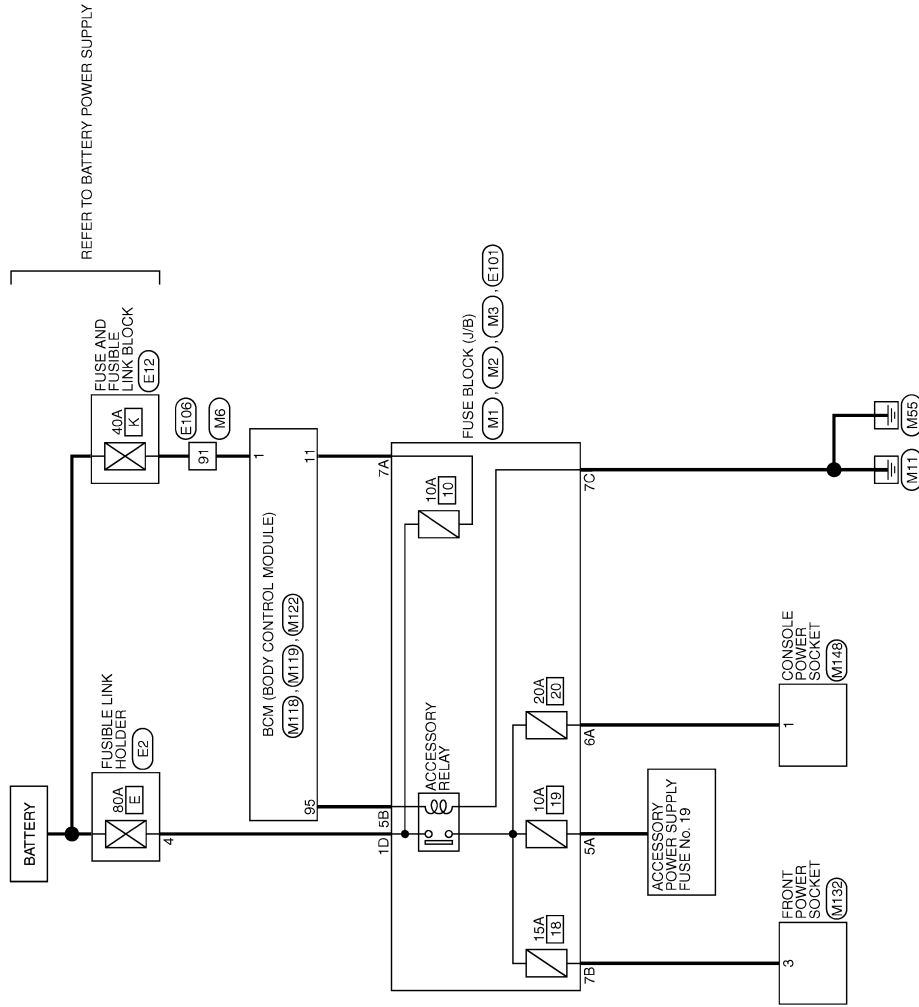 REFER TO BATTERY POWER SUPPLY
BATTERY
FUSIBLE LINK
HOLDER
E2
80A
E
4
FUSE AND
FUSIBLE
LINK BLOCK
E12
40A
K
E106
91
M6
BCM (BODY CONTROL MODULE)
M118 , M119 , M122
1
95
11
FUSE BLOCK (J/B)
M1 , M2 , M3 , E101
1D
5B
7A
ACCESSORY
RELAY
10A
10
15A
18
10A
19
20A
20
7B
5A
6A
7C
ACCESSORY
POWER SUPPLY
FUSE No. 19
FRONT
POWER
SOCKET
M132
3
CONSOLE
POWER
SOCKET
M148
1
M11
M55